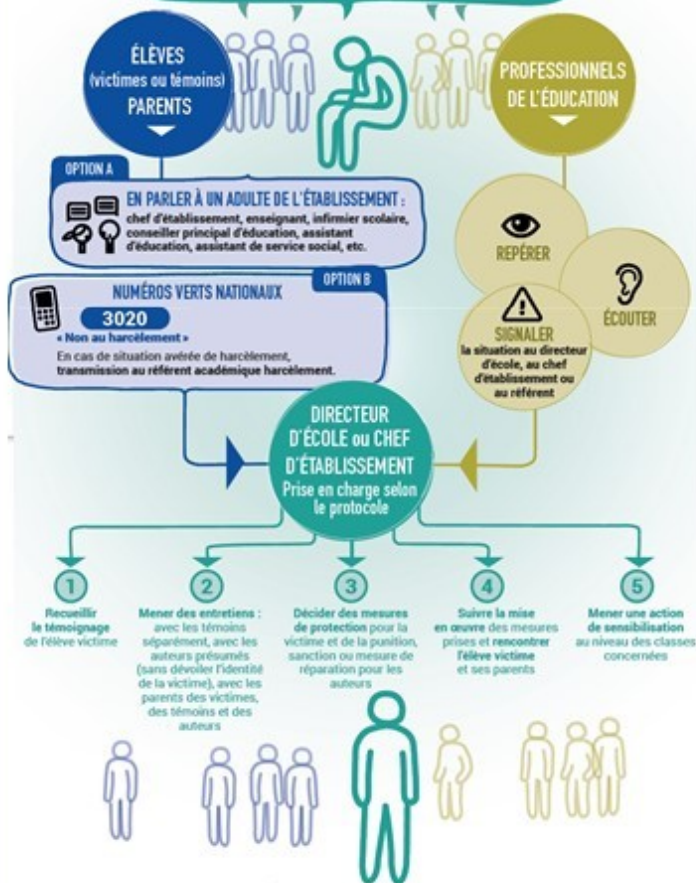 ÉLÈVES
(victimes ou témoins)
PARENTS
PROFESSIONNELS
DE L'ÉDUCATION
OPTION A
EN PARLER À UN ADULTE DE L'ÉTABLISSEMENT :
chef d'établissement, enseignant, infirmier scolaire,
conseiller principal d'éducation, assistant
d'éducation, assistant de service social, etc.
OPTION B
NUMÉROS VERTS NATIONAUX
3020
« Non au harcèlement »
En cas de situation avérée de harcèlement,
transmission au référent académique harcèlement.
REPÉRER
ÉCOUTER
SIGNALER
la situation au directeur
d'école, au chef
d'établissement ou
au référent
DIRECTEUR
D'ÉCOLE ou CHEF
D'ÉTABLISSEMENT
Prise en charge selon
le protocole
1
Recueillir
le témoignage
de l'élève victime
2
Mener des entretiens :
avec les témoins
séparément, avec les
auteurs présumés
(sans dévoiler l'identité
de la victime), avec les
parents des victimes,
des témoins et des
auteurs
3
Décider des mesures
de protection pour la
victime et de la punition,
sanction ou mesure de
réparation pour les
auteurs
4
Suivre la mise
en œuvre des mesures
prises et rencontrer
l'élève victime
et ses parents
5
Mener une action
de sensibilisation
au niveau des classes
concernées